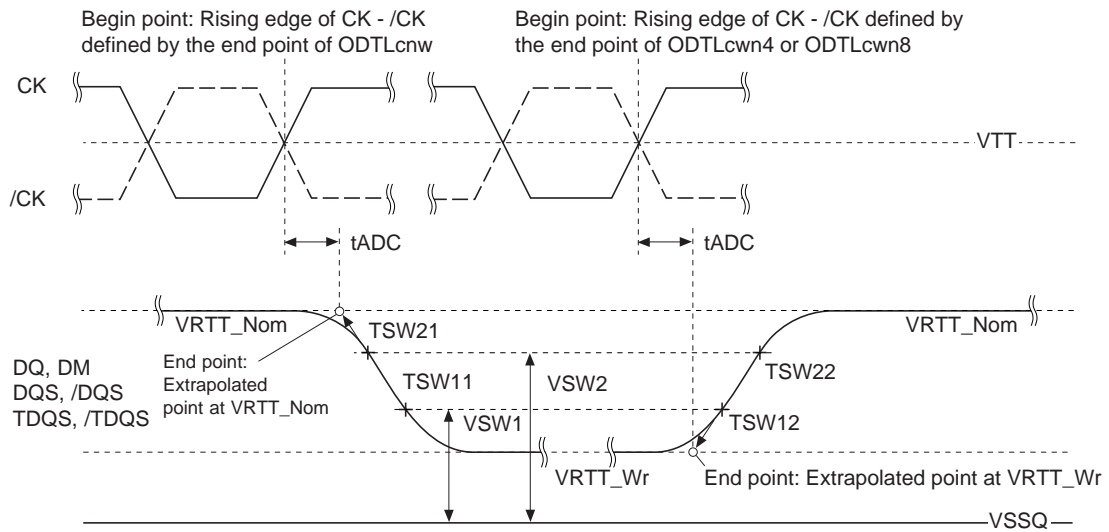 Begin point: Rising edge of CK - /CK
defined by the end point of ODTLcnw
Begin point: Rising edge of CK - /CK defined by
the end point of ODTLcwn4 or ODTLcwn8
CK
VTT
/CK
tADC
tADC
VRTT_Nom
TSW21
VRTT_Nom
End point:
Extrapolated
point at VRTT_Nom
DQ, DM
DQS, /DQS
TDQS, /TDQS
TSW11
VSW2
TSW22
VSW1
TSW12
VRTT_Wr
End point: Extrapolated point at VRTT_Wr
VSSQ